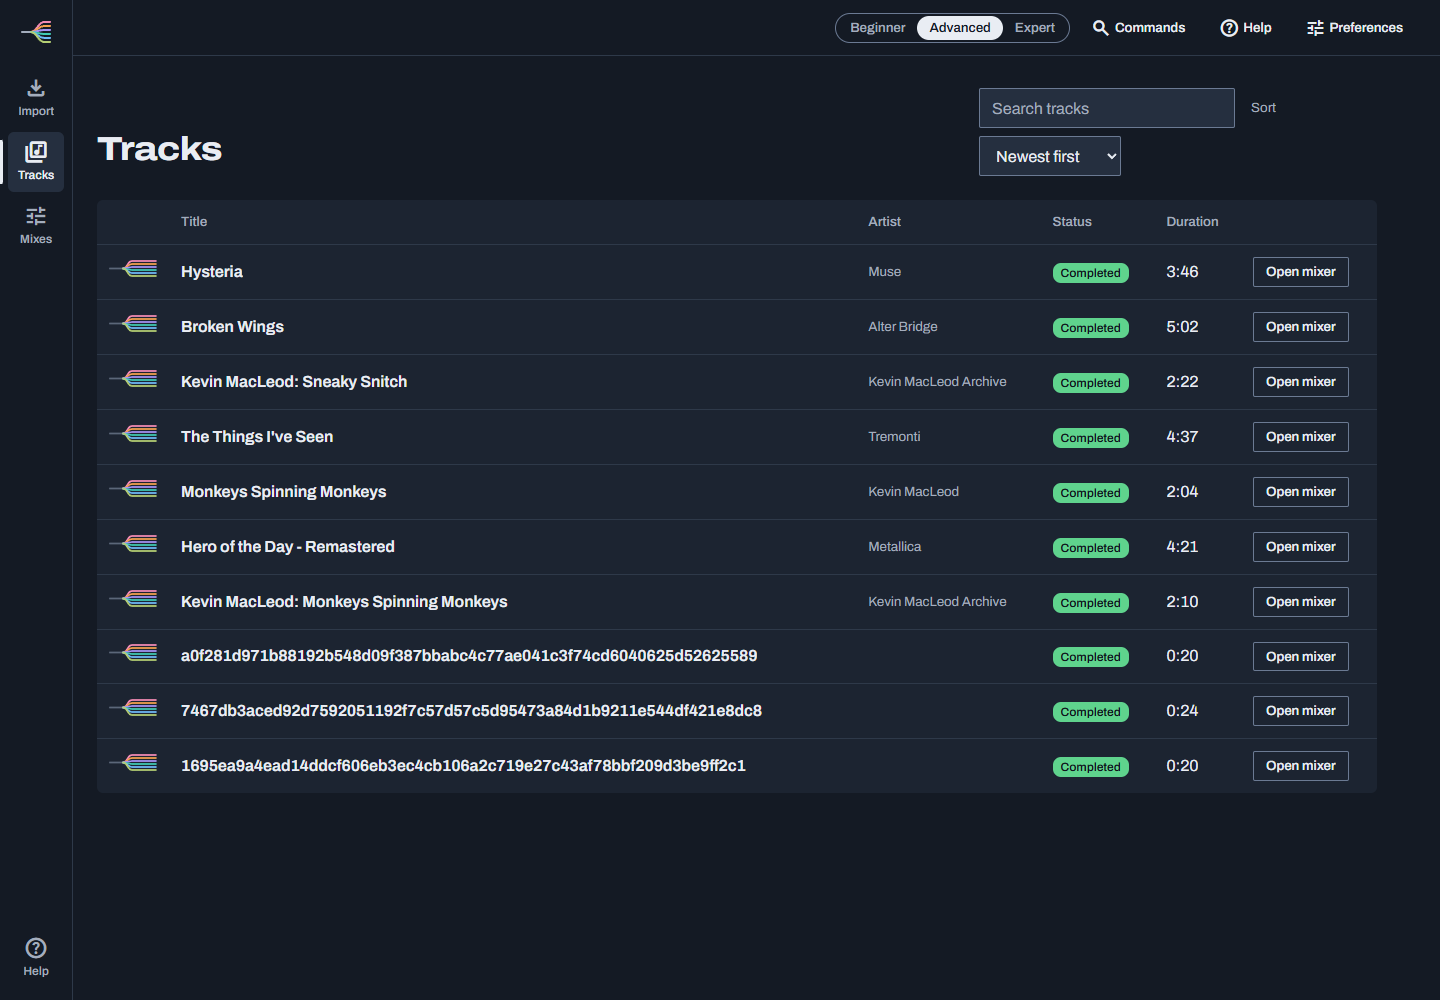 Beginner Advanced Expert Commands Help Preferences
Import
Tracks
Mixes
Help
Tracks
Search tracks Sort
Newest first
Title Artist Status Duration
Hysteria Muse Completed 3:46 Open mixer
Broken Wings Alter Bridge Completed 5:02 Open mixer
Kevin MacLeod: Sneaky Snitch Kevin MacLeod Archive Completed 2:22 Open mixer
The Things I've Seen Tremonti Completed 4:37 Open mixer
Monkeys Spinning Monkeys Kevin MacLeod Completed 2:04 Open mixer
Hero of the Day - Remastered Metallica Completed 4:21 Open mixer
Kevin MacLeod: Monkeys Spinning Monkeys Kevin MacLeod Archive Completed 2:10 Open mixer
a0f281d971b88192b548d09f387bbabc4c77ae041c3f74cd6040625d52625589 Completed 0:20 Open mixer
7467db3aced92d7592051192f7c57d57c5d95473a84d1b9211e544df421e8dc8 Completed 0:24 Open mixer
1695ea9a4ead14ddcf606eb3ec4cb106a2c719e27c43af78bbf209d3be9ff2c1 Completed 0:20 Open mixer